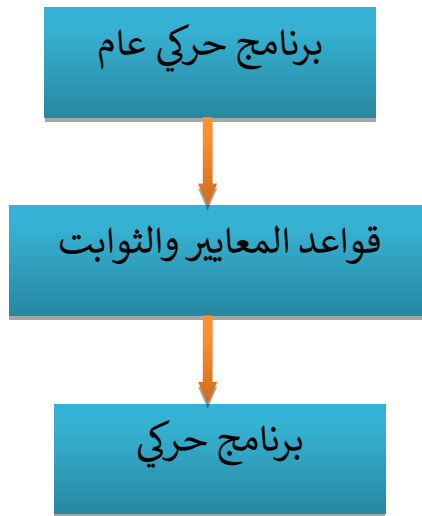 برنامج حركي عام
قواعد المعايير والثوابت
برنامج حركي